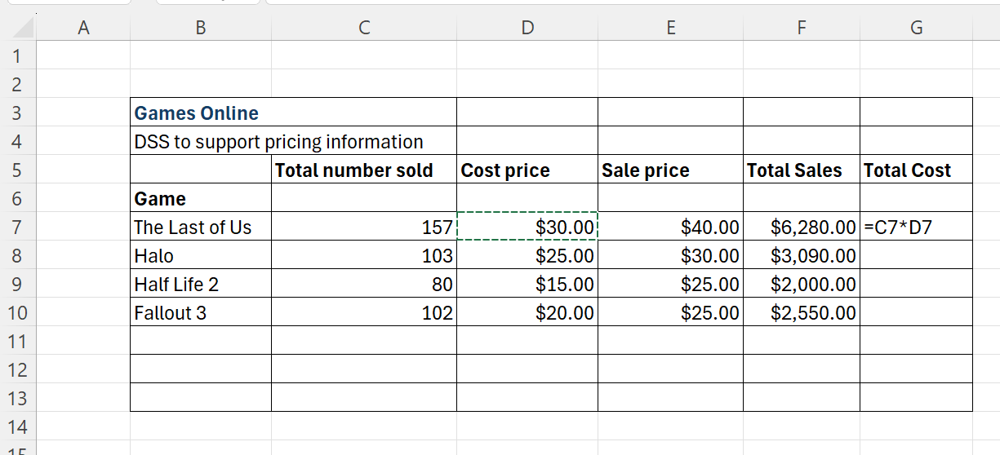 A B C D E F G
1
2
3 Games Online
4 DSS to support pricing information
5 Total number sold Cost price Sale price Total Sales Total Cost
6 Game
7 The Last of Us 157 $30.00 $40.00 $6,280.00 =C7*D7
8 Halo 103 $25.00 $30.00 $3,090.00
9 Half Life 2 80 $15.00 $25.00 $2,000.00
10 Fallout 3 102 $20.00 $25.00 $2,550.00
11
12
13
14
15